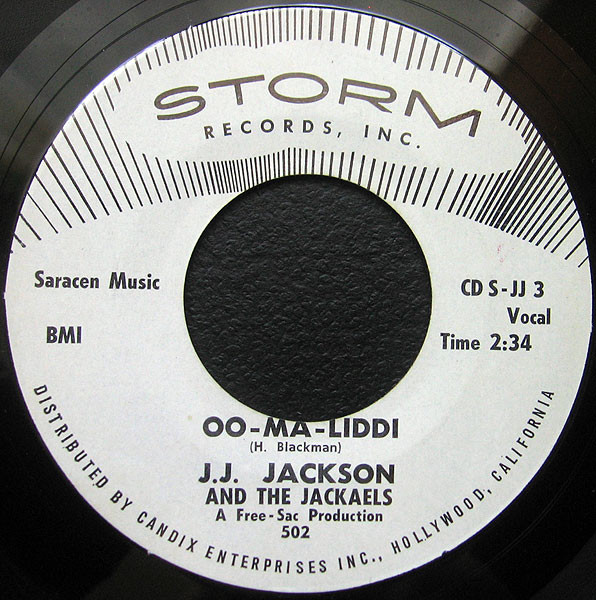 STORM
RECORDS, INC.
Saracen Music
BMI
CD S-JJ 3
Vocal
Time 2:34
OO-MA-LIDDI
(H. Blackman)
J.J. JACKSON
AND THE JACKAELS
A Free-Sac Production
502
DISTRIBUTED BY CANDIX ENTERPRISES INC., HOLLYWOOD, CALIFORNIA